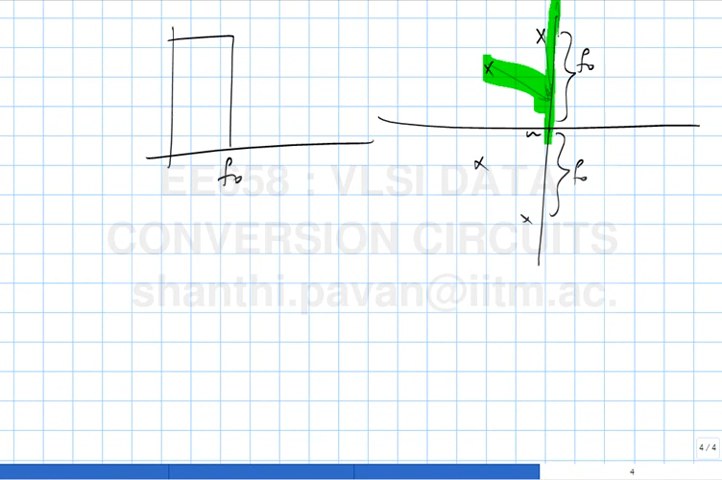 x
f₀
x
f₀
x
f₀
x
EE658 : VLSI DATA
CONVERSION CIRCUITS
shanthi.pavan@iitm.ac.
4 / 4
4